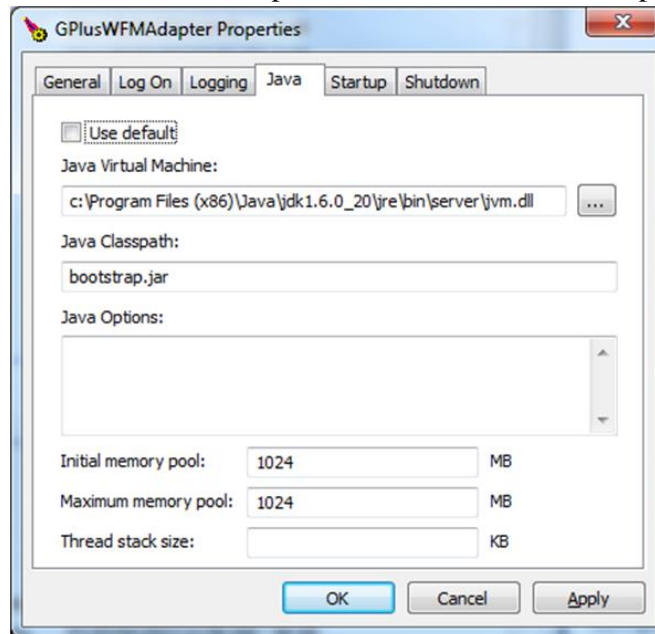 GPlusWFMAdapter Properties
General Log On Logging Java Startup Shutdown
Use default
Java Virtual Machine:
c:\Program Files (x86)\Java\jdk1.6.0_20\jre\bin\server\jvm.dll ...
Java Classpath:
bootstrap.jar
Java Options:
Initial memory pool: 1024 MB
Maximum memory pool: 1024 MB
Thread stack size: KB
OK Cancel Apply